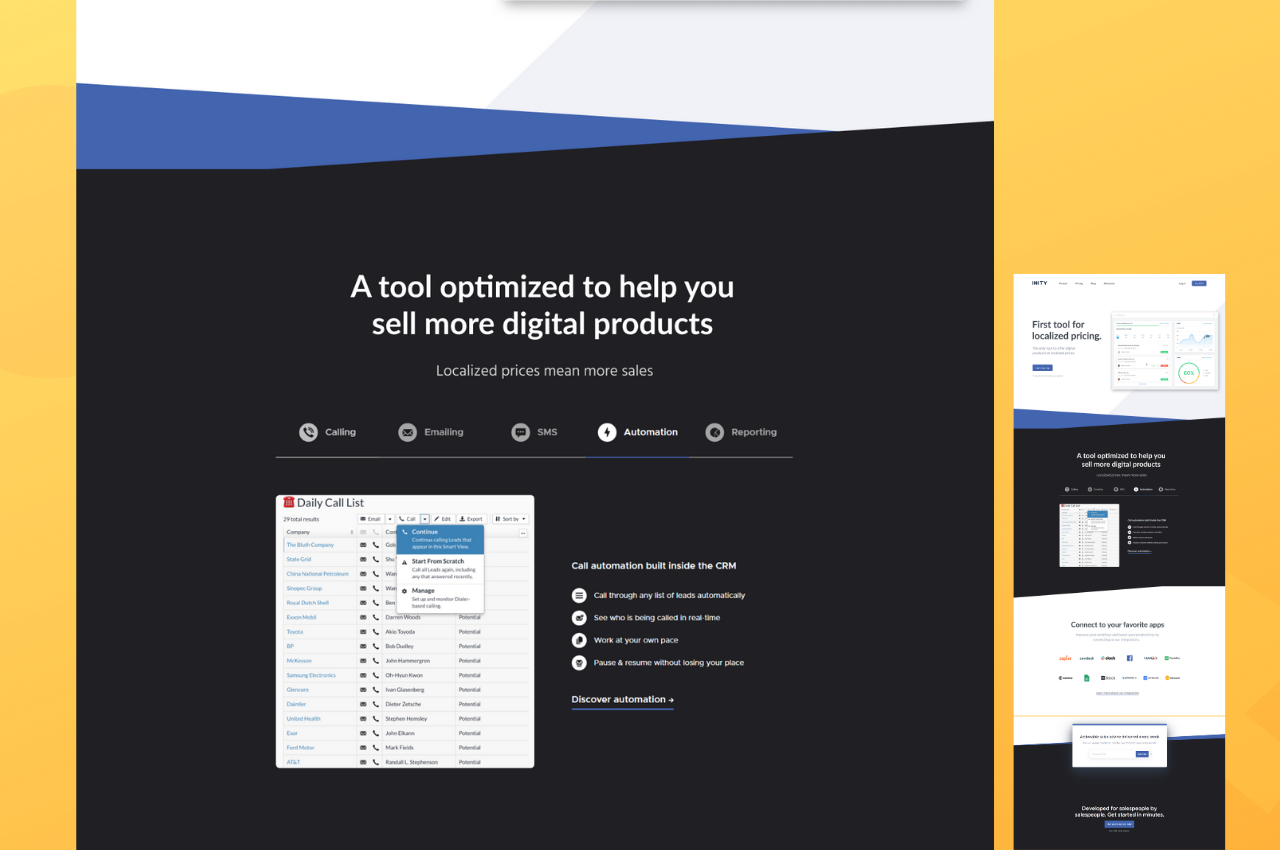 A tool optimized to help you
sell more digital products
Localized prices mean more sales
Calling
Emailing
SMS
Automation
Reporting
Daily Call List
29 total results
Email
Call
Edit
Export
Sort by
Company
Continue
Continue calling Leads that
appear in this Smart View.
Start From Scratch
Call all Leads again, including
any that answered recently.
Manage
Set up and monitor Dialer-
based calling.
The Bluth Company
State Grid
China National Petroleum
Sinopec Group
Royal Dutch Shell
Exxon Mobil Darren Woods Potential
Toyota Akio Toyoda Potential
BP Bob Dudley Potential
McKesson John Hammergren Potential
Samsung Electronics Oh-Hyun Kwon Potential
Glencore Ivan Glasenberg Potential
Daimler Dieter Zetsche Potential
United Health Stephen Hemsley Potential
Exor John Elkann Potential
Ford Motor Mark Fields Potential
AT&T Randall L. Stephenson Potential
Call automation built inside the CRM
Call through any list of leads automatically
See who is being called in real-time
Work at your own pace
Pause & resume without losing your place
Discover automation →
INITY
First tool for
localized pricing.
60%
A tool optimized to help you
sell more digital products
Localized prices mean more sales
Connect to your favorite apps
zapier
zendesk
slack
Developed for salespeople by
salespeople. Get started in minutes.